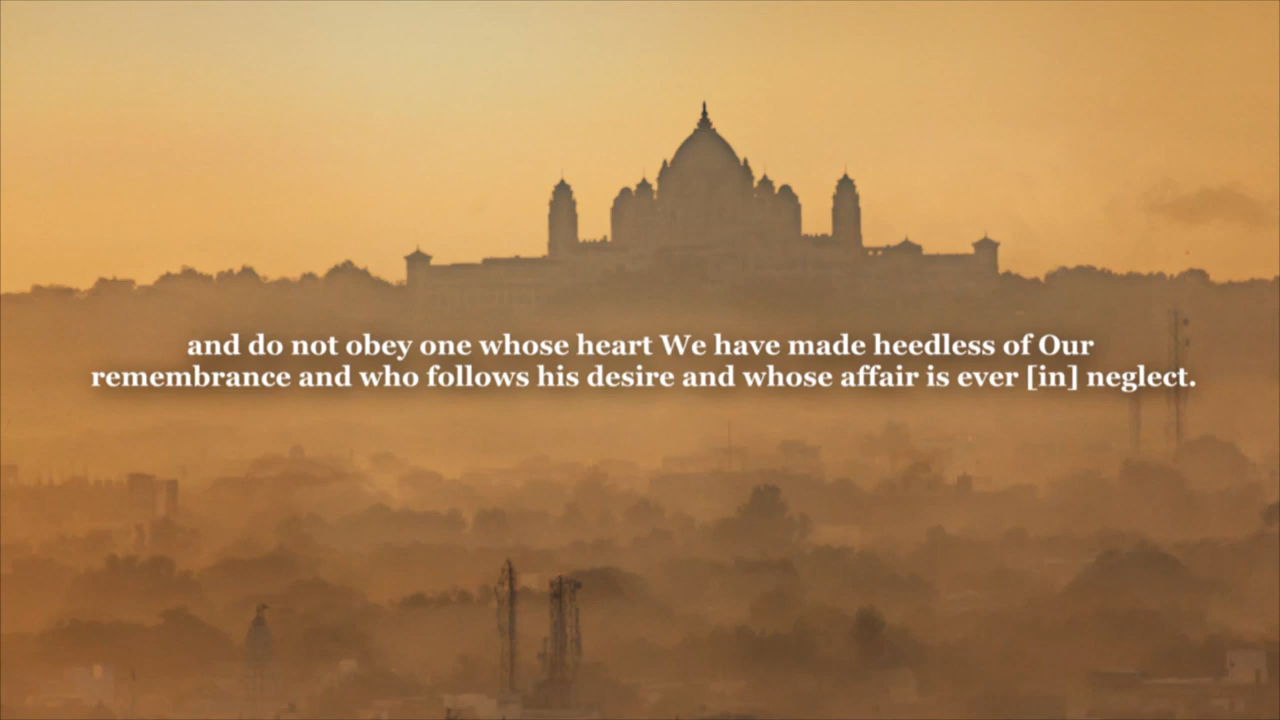 and do not obey one whose heart We have made heedless of Our
remembrance and who follows his desire and whose affair is ever [in] neglect.